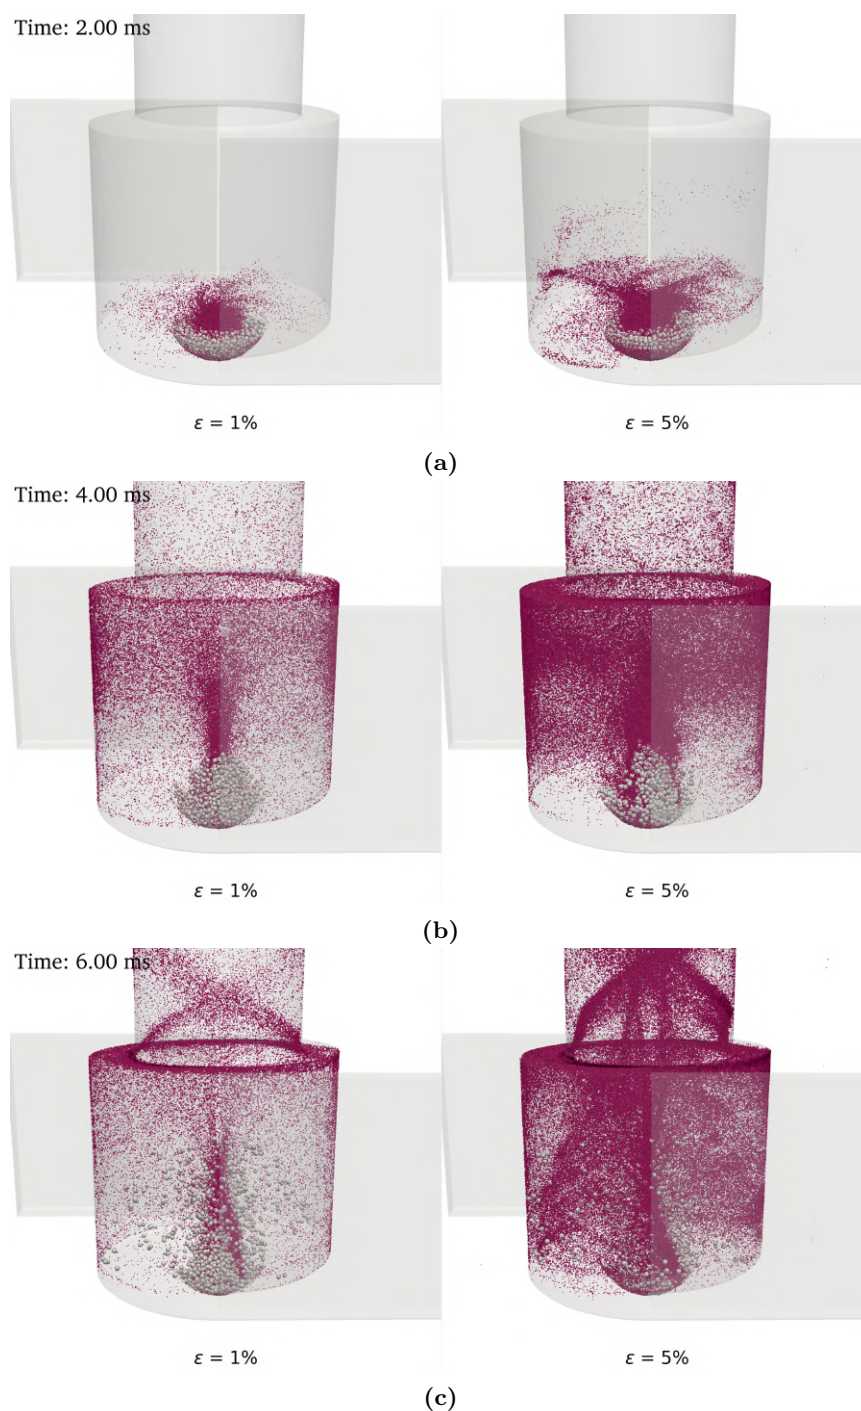 Time: 2.00 ms
ε = 1%
ε = 5%
(a)
Time: 4.00 ms
ε = 1%
ε = 5%
(b)
Time: 6.00 ms
ε = 1%
ε = 5%
(c)